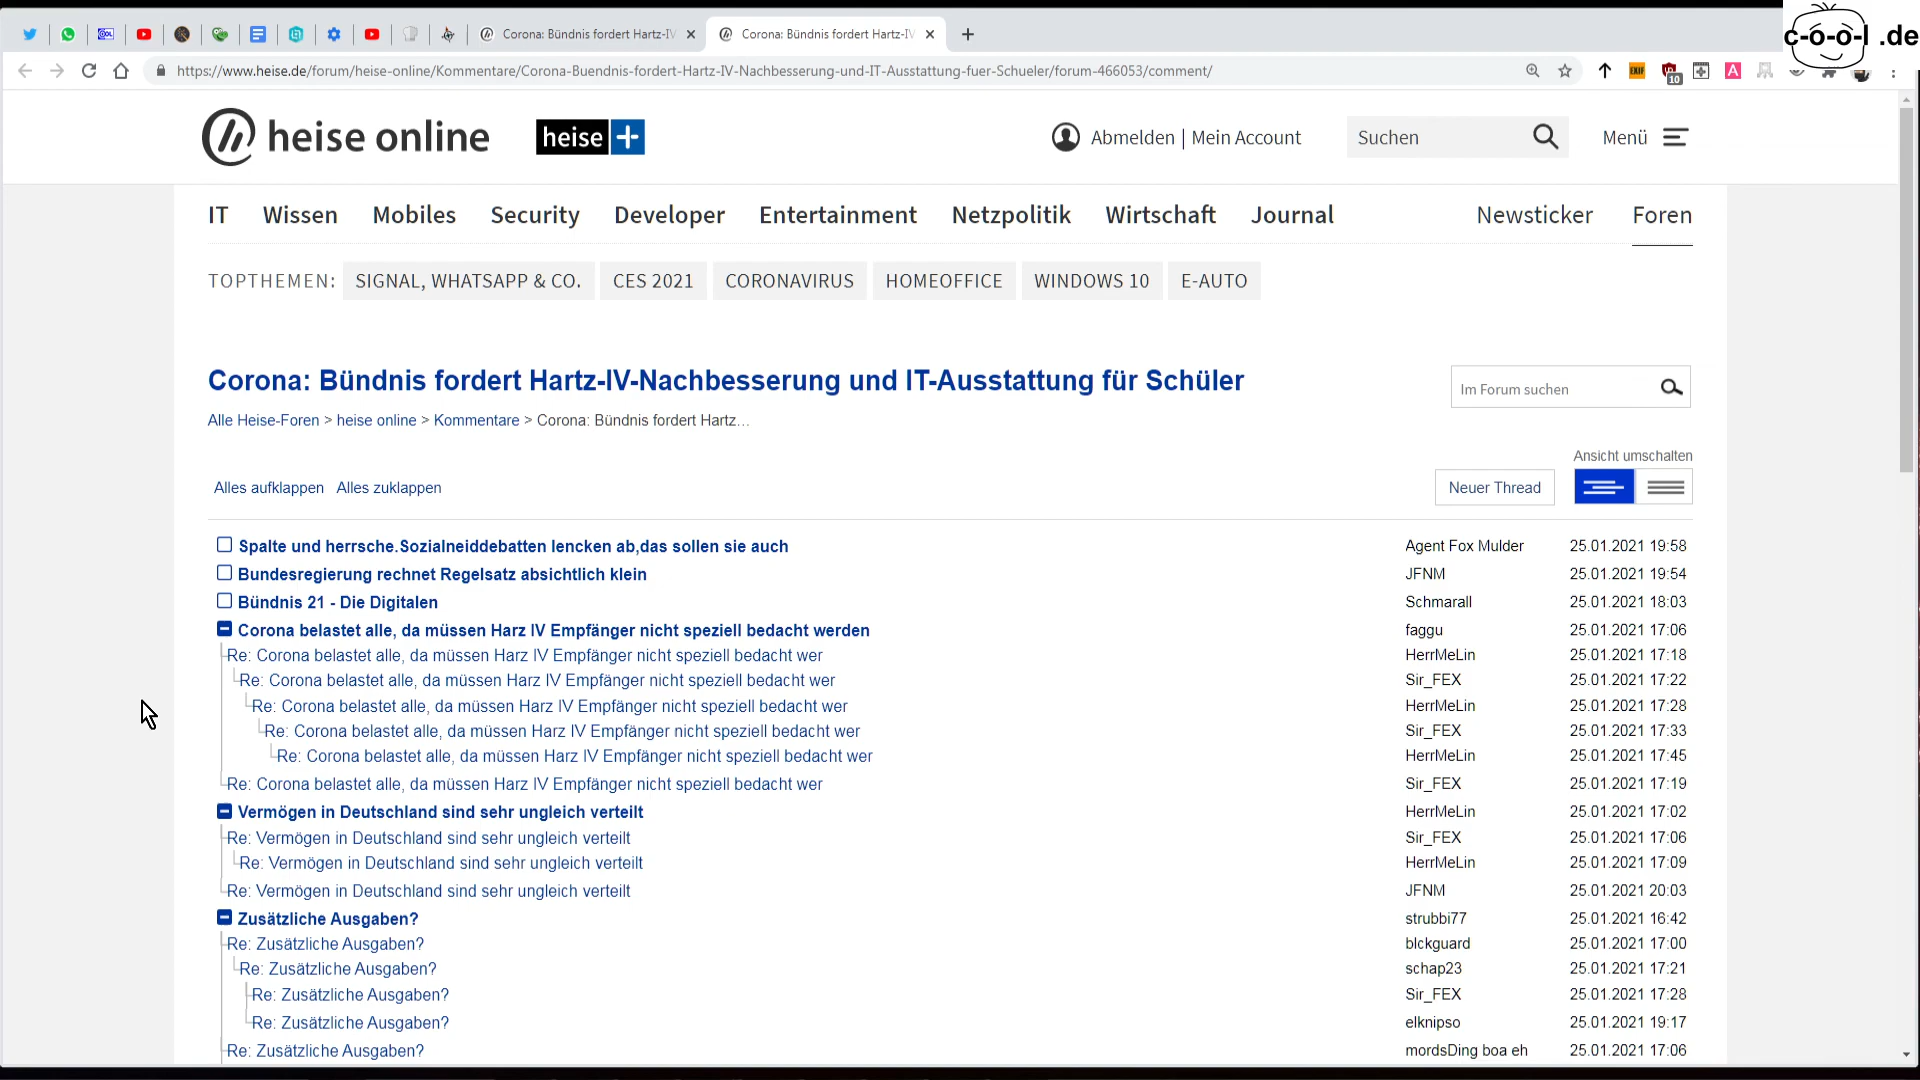 Corona: Bündnis fordert Hartz-IV
Corona: Bündnis fordert Hartz-IV
c-o-o-l .de
https://www.heise.de/forum/heise-online/Kommentare/Corona-Buendnis-fordert-Hartz-IV-Nachbesserung-und-IT-Ausstattung-fuer-Schueler/forum-466053/comment/
10
heise online
heise +
Abmelden | Mein Account
Suchen
Menü
IT Wissen Mobiles Security Developer Entertainment Netzpolitik Wirtschaft Journal Newsticker Foren
TOPTHEMEN: SIGNAL, WHATSAPP & CO. CES 2021 CORONAVIRUS HOMEOFFICE WINDOWS 10 E-AUTO
Corona: Bündnis fordert Hartz-IV-Nachbesserung und IT-Ausstattung für Schüler
Im Forum suchen
Alle Heise-Foren > heise online > Kommentare > Corona: Bündnis fordert Hartz…
Ansicht umschalten
Alles aufklappen Alles zuklappen
Neuer Thread
Spalte und herrsche.Sozialneiddebatten lencken ab,das sollen sie auch Agent Fox Mulder 25.01.2021 19:58
Bundesregierung rechnet Regelsatz absichtlich klein JFNM 25.01.2021 19:54
Bündnis 21 - Die Digitalen Schmarall 25.01.2021 18:03
Corona belastet alle, da müssen Harz IV Empfänger nicht speziell bedacht werden faggu 25.01.2021 17:06
Re: Corona belastet alle, da müssen Harz IV Empfänger nicht speziell bedacht wer HerrMeLin 25.01.2021 17:18
Re: Corona belastet alle, da müssen Harz IV Empfänger nicht speziell bedacht wer Sir_FEX 25.01.2021 17:22
Re: Corona belastet alle, da müssen Harz IV Empfänger nicht speziell bedacht wer HerrMeLin 25.01.2021 17:28
Re: Corona belastet alle, da müssen Harz IV Empfänger nicht speziell bedacht wer Sir_FEX 25.01.2021 17:33
Re: Corona belastet alle, da müssen Harz IV Empfänger nicht speziell bedacht wer HerrMeLin 25.01.2021 17:45
Re: Corona belastet alle, da müssen Harz IV Empfänger nicht speziell bedacht wer Sir_FEX 25.01.2021 17:19
Vermögen in Deutschland sind sehr ungleich verteilt HerrMeLin 25.01.2021 17:02
Re: Vermögen in Deutschland sind sehr ungleich verteilt Sir_FEX 25.01.2021 17:06
Re: Vermögen in Deutschland sind sehr ungleich verteilt HerrMeLin 25.01.2021 17:09
Re: Vermögen in Deutschland sind sehr ungleich verteilt JFNM 25.01.2021 20:03
Zusätzliche Ausgaben? strubbi77 25.01.2021 16:42
Re: Zusätzliche Ausgaben? blckguard 25.01.2021 17:00
Re: Zusätzliche Ausgaben? schap23 25.01.2021 17:21
Re: Zusätzliche Ausgaben? Sir_FEX 25.01.2021 17:28
Re: Zusätzliche Ausgaben? elknipso 25.01.2021 19:17
Re: Zusätzliche Ausgaben? mordsDing boa eh 25.01.2021 17:06